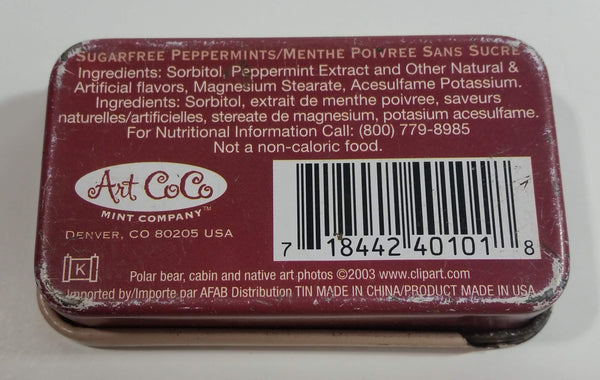 SUGARFREE PEPPERMINTS/MENTHE POIVREE SANS SUCRE
Ingredients: Sorbitol, Peppermint Extract and Other Natural &
Artificial flavors, Magnesium Stearate, Acesulfame Potassium.
Ingredients: Sorbitol, extrait de menthe poivree, saveurs
naturelles/artificielles, stereate de magnesium, potasium acesulfame.
For Nutritional Information Call: (800) 779-8985
Not a non-caloric food.
Art CoCo
MINT COMPANY™
DENVER, CO 80205 USA
7 18442 40101 8
K
Polar bear, cabin and native art photos ©2003 www.clipart.com
Imported by/Importe par AFAB Distribution TIN MADE IN CHINA/PRODUCT MADE IN USA